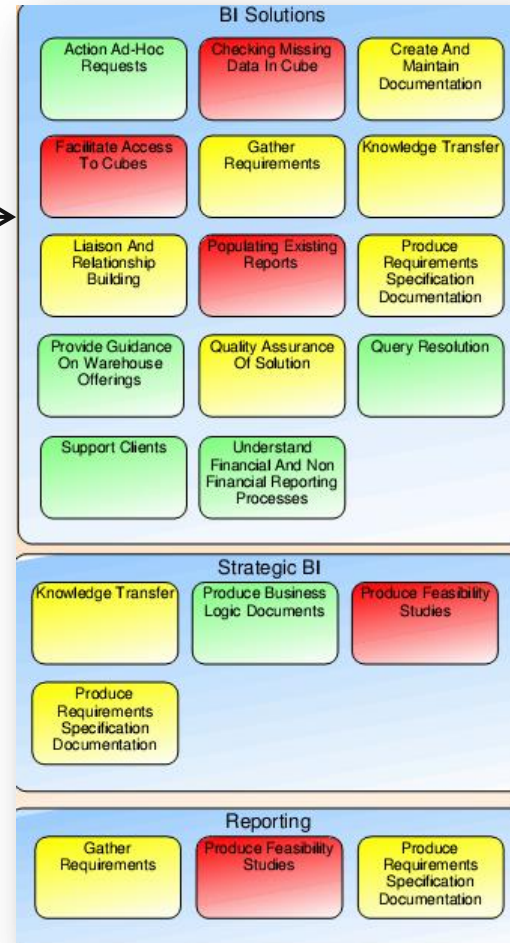 BI Solutions
Action Ad-Hoc
Requests
Checking Missing
Data In Cube
Create And
Maintain
Documentation
Facilitate Access
To Cubes
Gather
Requirements
Knowledge Transfer
Liaison And
Relationship
Building
Populating Existing
Reports
Produce
Requirements
Specification
Documentation
Provide Guidance
On Warehouse
Offerings
Quality Assurance
Of Solution
Query Resolution
Support Clients
Understand
Financial And Non
Financial Reporting
Processes
Strategic BI
Knowledge Transfer
Produce Business
Logic Documents
Produce Feasibility
Studies
Produce
Requirements
Specification
Documentation
Reporting
Gather
Requirements
Produce Feasibility
Studies
Produce
Requirements
Specification
Documentation